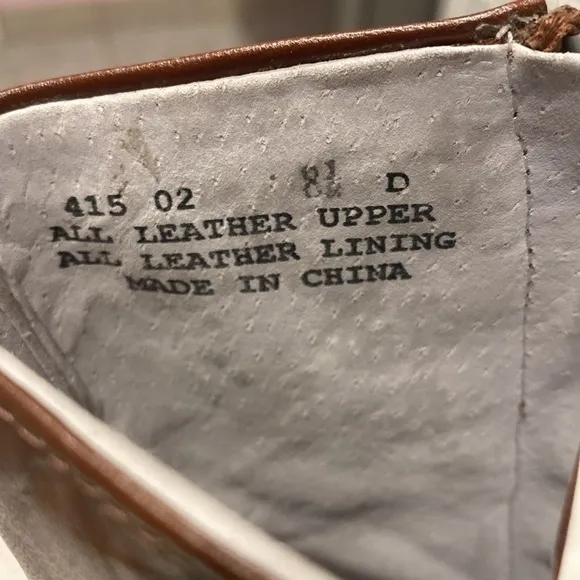 415 02 D
ALL LEATHER UPPER
ALL LEATHER LINING
MADE IN CHINA